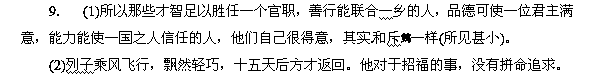 9. (1)所以那些才智足以胜任一个官职，善行能联合一乡的人，品德可使一位君主满
意，能力能使一国之人信任的人，他们自己很得意，其实和斥一样(所见甚小)。
(2)列子乘风飞行，飘然轻巧，十五天后方才返回。他对于招福的事，没有拼命追求。